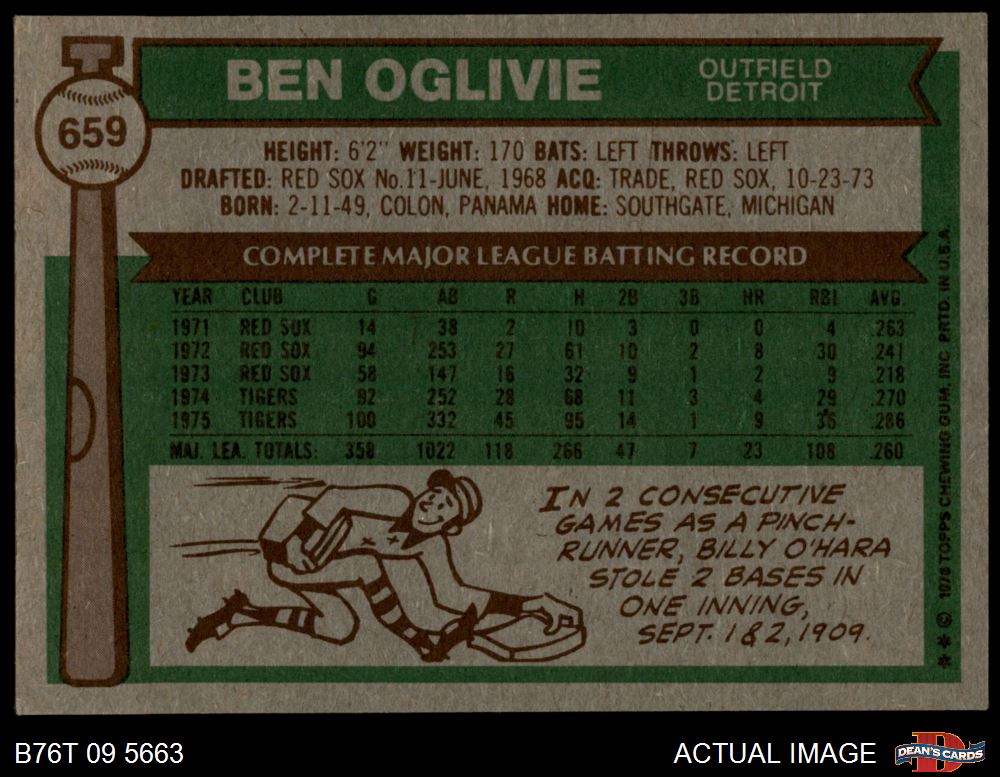 BEN OGLIVIE
OUTFIELD
DETROIT
659
HEIGHT: 6'2" WEIGHT: 170 BATS: LEFT THROWS: LEFT
DRAFTED: RED SOX No.11-JUNE, 1968 ACQ: TRADE, RED SOX, 10-23-73
BORN: 2-11-49, COLON, PANAMA HOME: SOUTHGATE, MICHIGAN
COMPLETE MAJOR LEAGUE BATTING RECORD
YEAR CLUB G AB R H 2B 3B HR RBI AVG.
1971 RED SOX 14 38 2 10 3 0 0 4 .263
1972 RED SOX 94 253 27 61 10 2 8 30 .241
1973 RED SOX 58 147 16 32 9 1 2 9 .218
1974 TIGERS 92 252 28 68 11 3 4 29 .270
1975 TIGERS 100 332 45 95 14 1 9 36 .286
MAJ. LEA. TOTALS: 358 1022 118 266 47 7 23 108 .260
IN 2 CONSECUTIVE
GAMES AS A PINCH-
RUNNER, BILLY O'HARA
STOLE 2 BASES IN
ONE INNING,
SEPT. 1 & 2, 1909.
* * © 1976 TOPPS CHEWING GUM, INC. PRTD. IN U.S.A.
B76T 09 5663
ACTUAL IMAGE
DEAN'S CARDS